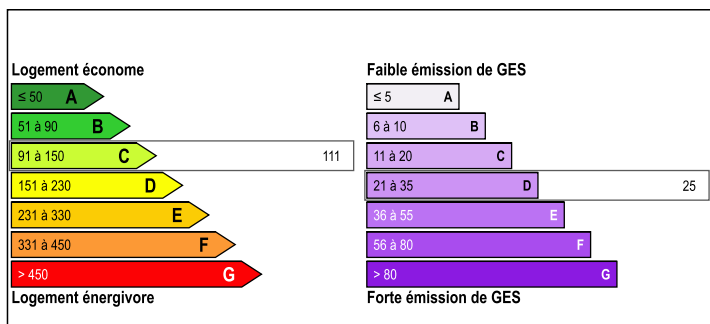 Logement économe
≤ 50 A
51 à 90 B
91 à 150 C 111
151 à 230 D
231 à 330 E
331 à 450 F
> 450 G
Logement énergivore
Faible émission de GES
≤ 5 A
6 à 10 B
11 à 20 C
21 à 35 D 25
36 à 55 E
56 à 80 F
> 80 G
Forte émission de GES